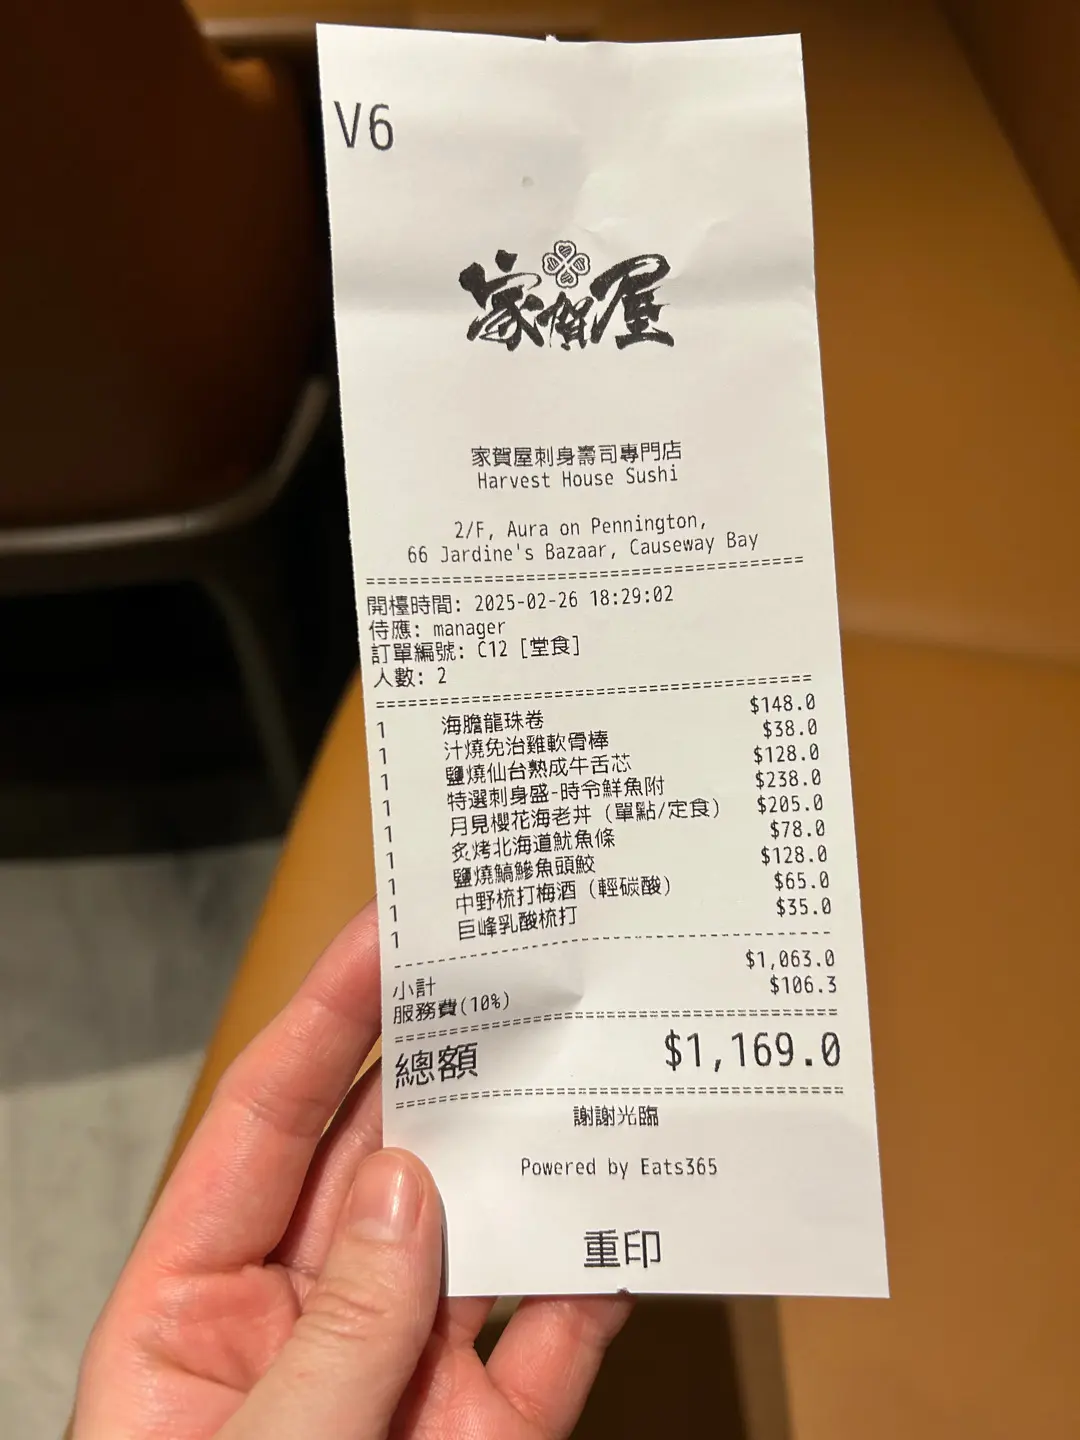 V6
家賀屋
家賀屋刺身壽司專門店
Harvest House Sushi
2/F, Aura on Pennington,
66 Jardine's Bazaar, Causeway Bay
開檯時間: 2025-02-26 18:29:02
侍應: manager
訂單編號: C12 [堂食]
人數: 2
1 海膽龍珠卷 $148.0
1 汁燒免治雞軟骨棒 $38.0
1 鹽燒仙台熟成牛舌芯 $128.0
1 特選刺身盛-時令鮮魚附 $238.0
1 月見櫻花海老丼 (單點/定食) $205.0
1 炙烤北海道魷魚條 $78.0
1 鹽燒鰝鰺魚頭鮫 $128.0
1 中野梳打梅酒 (輕碳酸) $65.0
1 巨峰乳酸梳打 $35.0
小計 $1,063.0
服務費(10%) $106.3
總額 $1,169.0
謝謝光臨
Powered by Eats365
重印